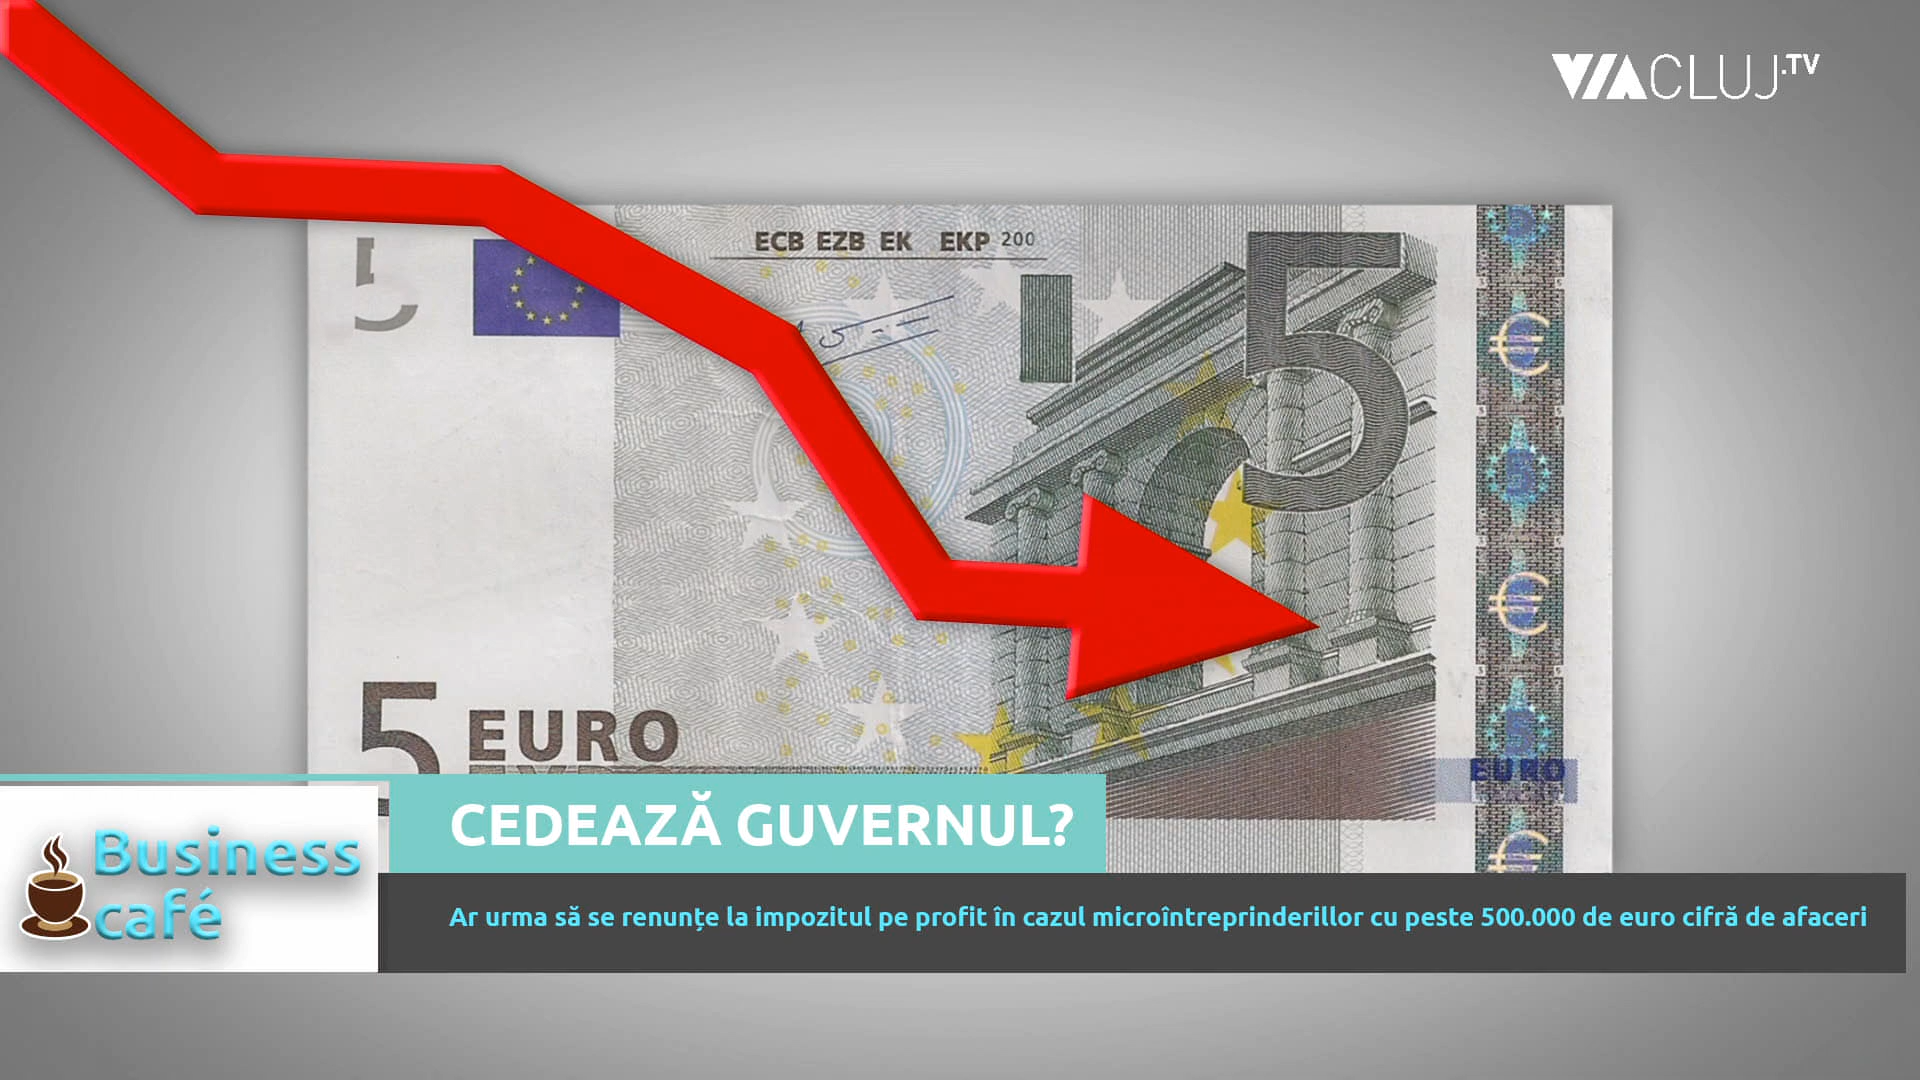 VIACLUJ.TV
ECB EZB EK EKP 200
5
5
5 EURO
EURO
CEDEAZĂ GUVERNUL?
Business
café
Ar urma să se renunțe la impozitul pe profit în cazul microîntreprinderillor cu peste 500.000 de euro cifră de afaceri